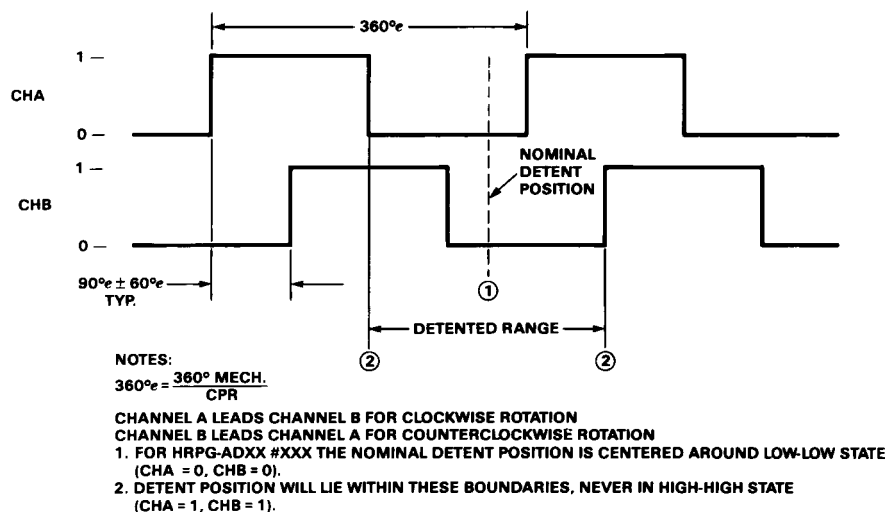 360°e
1
CHA
0
1
NOMINAL
DETENT
POSITION
CHB
0
90°e ± 60°e
TYP.
①
DETENTED RANGE
② ②
NOTES:
360°e = 360° MECH.
CPR
CHANNEL A LEADS CHANNEL B FOR CLOCKWISE ROTATION
CHANNEL B LEADS CHANNEL A FOR COUNTERCLOCKWISE ROTATION
1. FOR HRPG-ADXX #XXX THE NOMINAL DETENT POSITION IS CENTERED AROUND LOW-LOW STATE
(CHA = 0, CHB = 0).
2. DETENT POSITION WILL LIE WITHIN THESE BOUNDARIES, NEVER IN HIGH-HIGH STATE
(CHA = 1, CHB = 1).